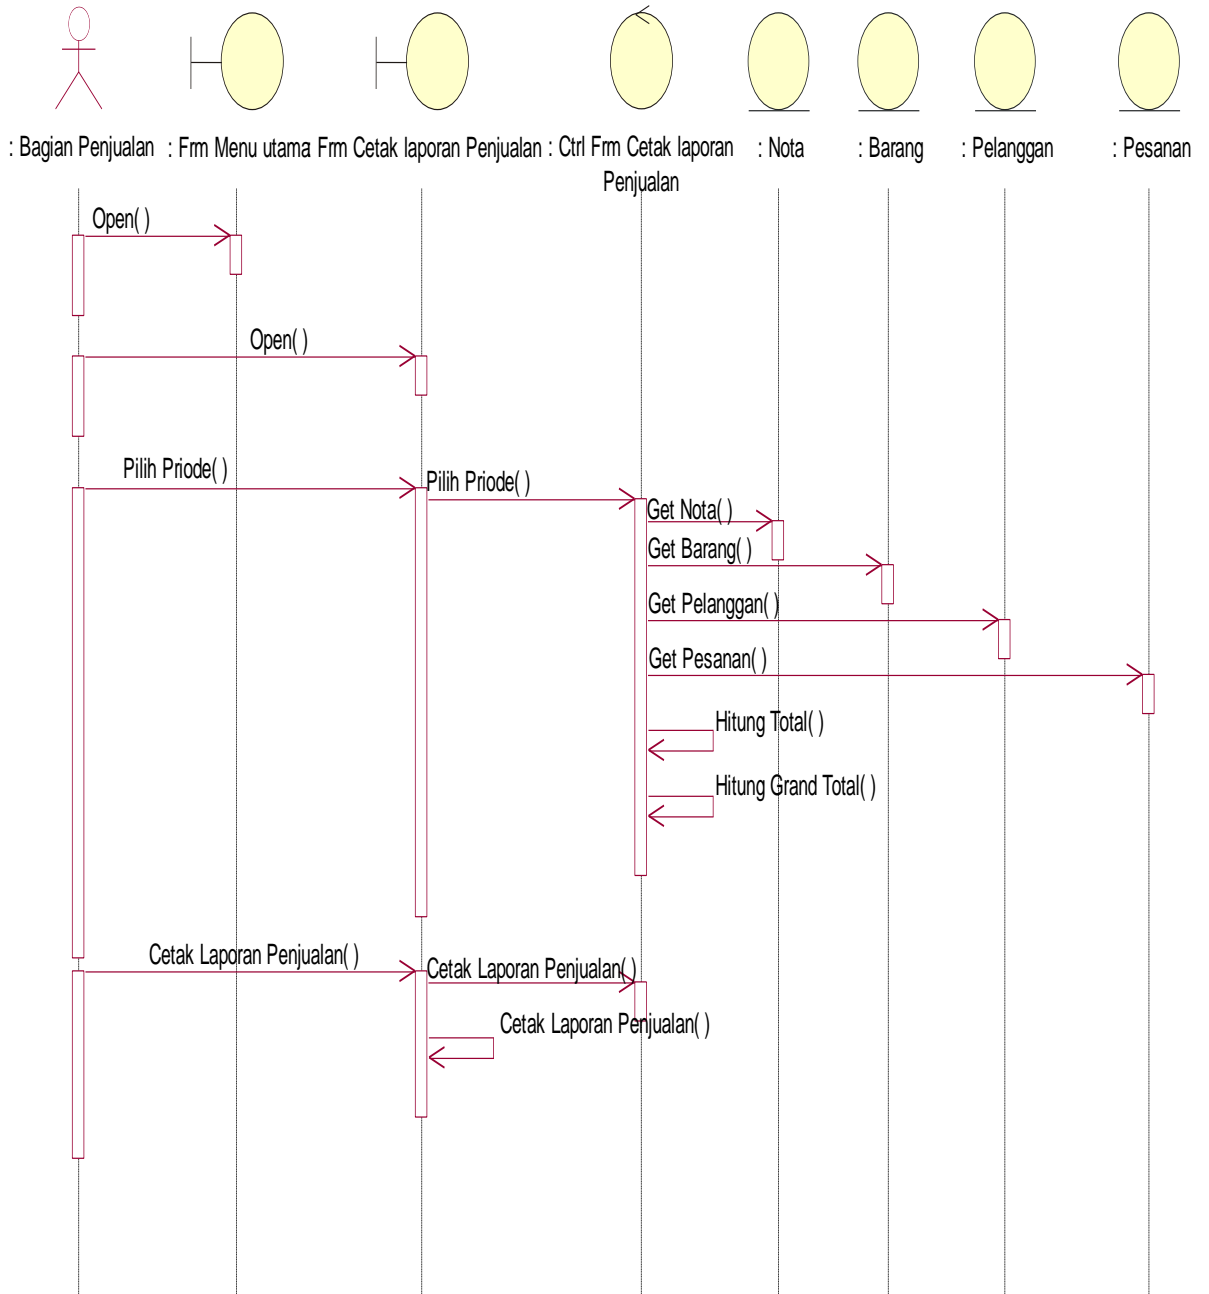 : Bagian Penjualan
: Frm Menu utama
: Frm Cetak laporan Penjualan
: Ctrl Frm Cetak laporan
Penjualan
: Nota
: Barang
: Pelanggan
: Pesanan
Open( )
Open( )
Pilih Priode( )
Pilih Priode( )
Get Nota( )
Get Barang( )
Get Pelanggan( )
Get Pesanan( )
Hitung Total( )
Hitung Grand Total( )
Cetak Laporan Penjualan( )
Cetak Laporan Penjualan( )
Cetak Laporan Penjualan( )